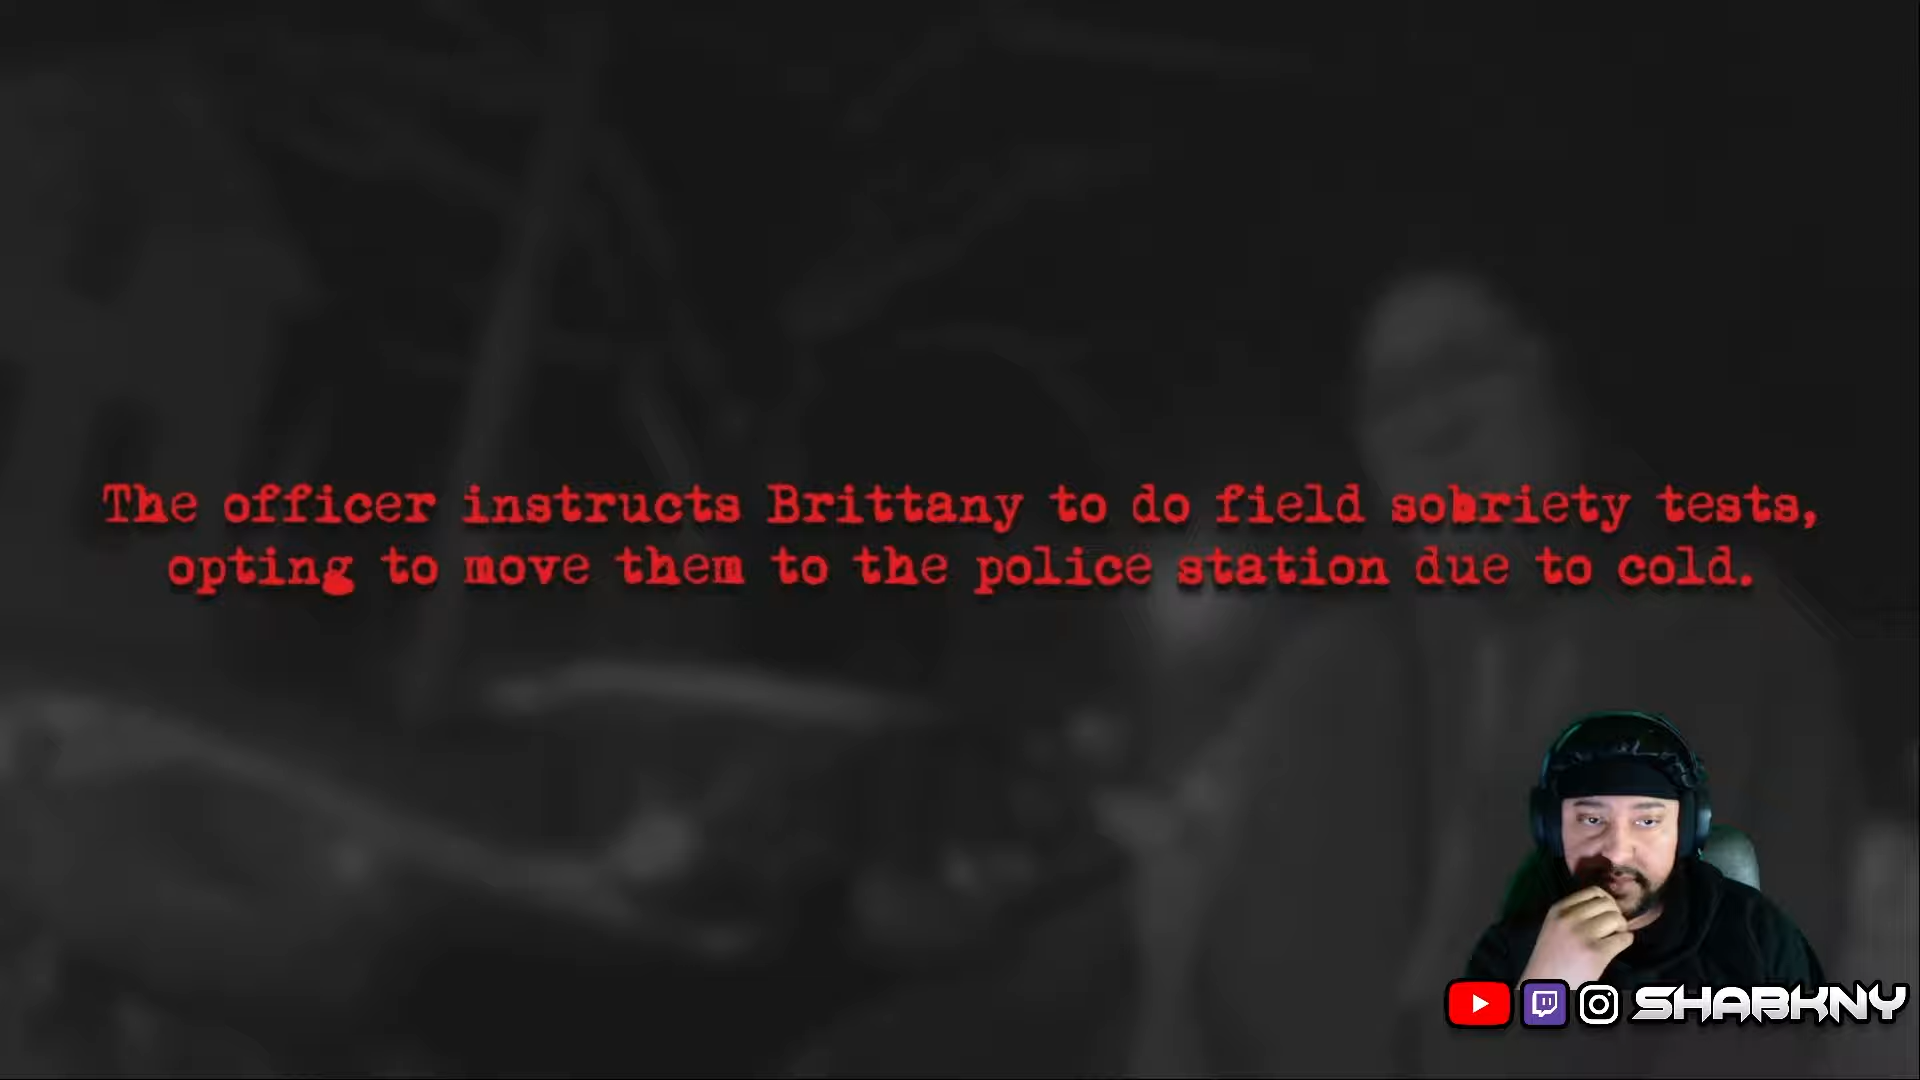 The officer instructs Brittany to do field sobriety tests,
opting to move them to the police station due to cold.
SHABKNY